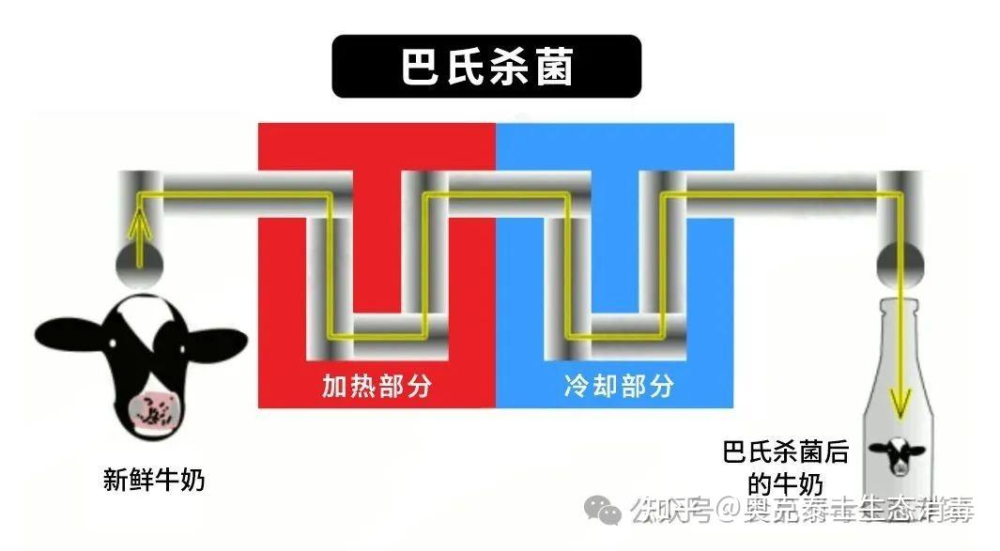 巴氏杀菌
加热部分
冷却部分
新鲜牛奶
巴氏杀菌后
的牛奶
知乎 @奥克泰士生态消毒